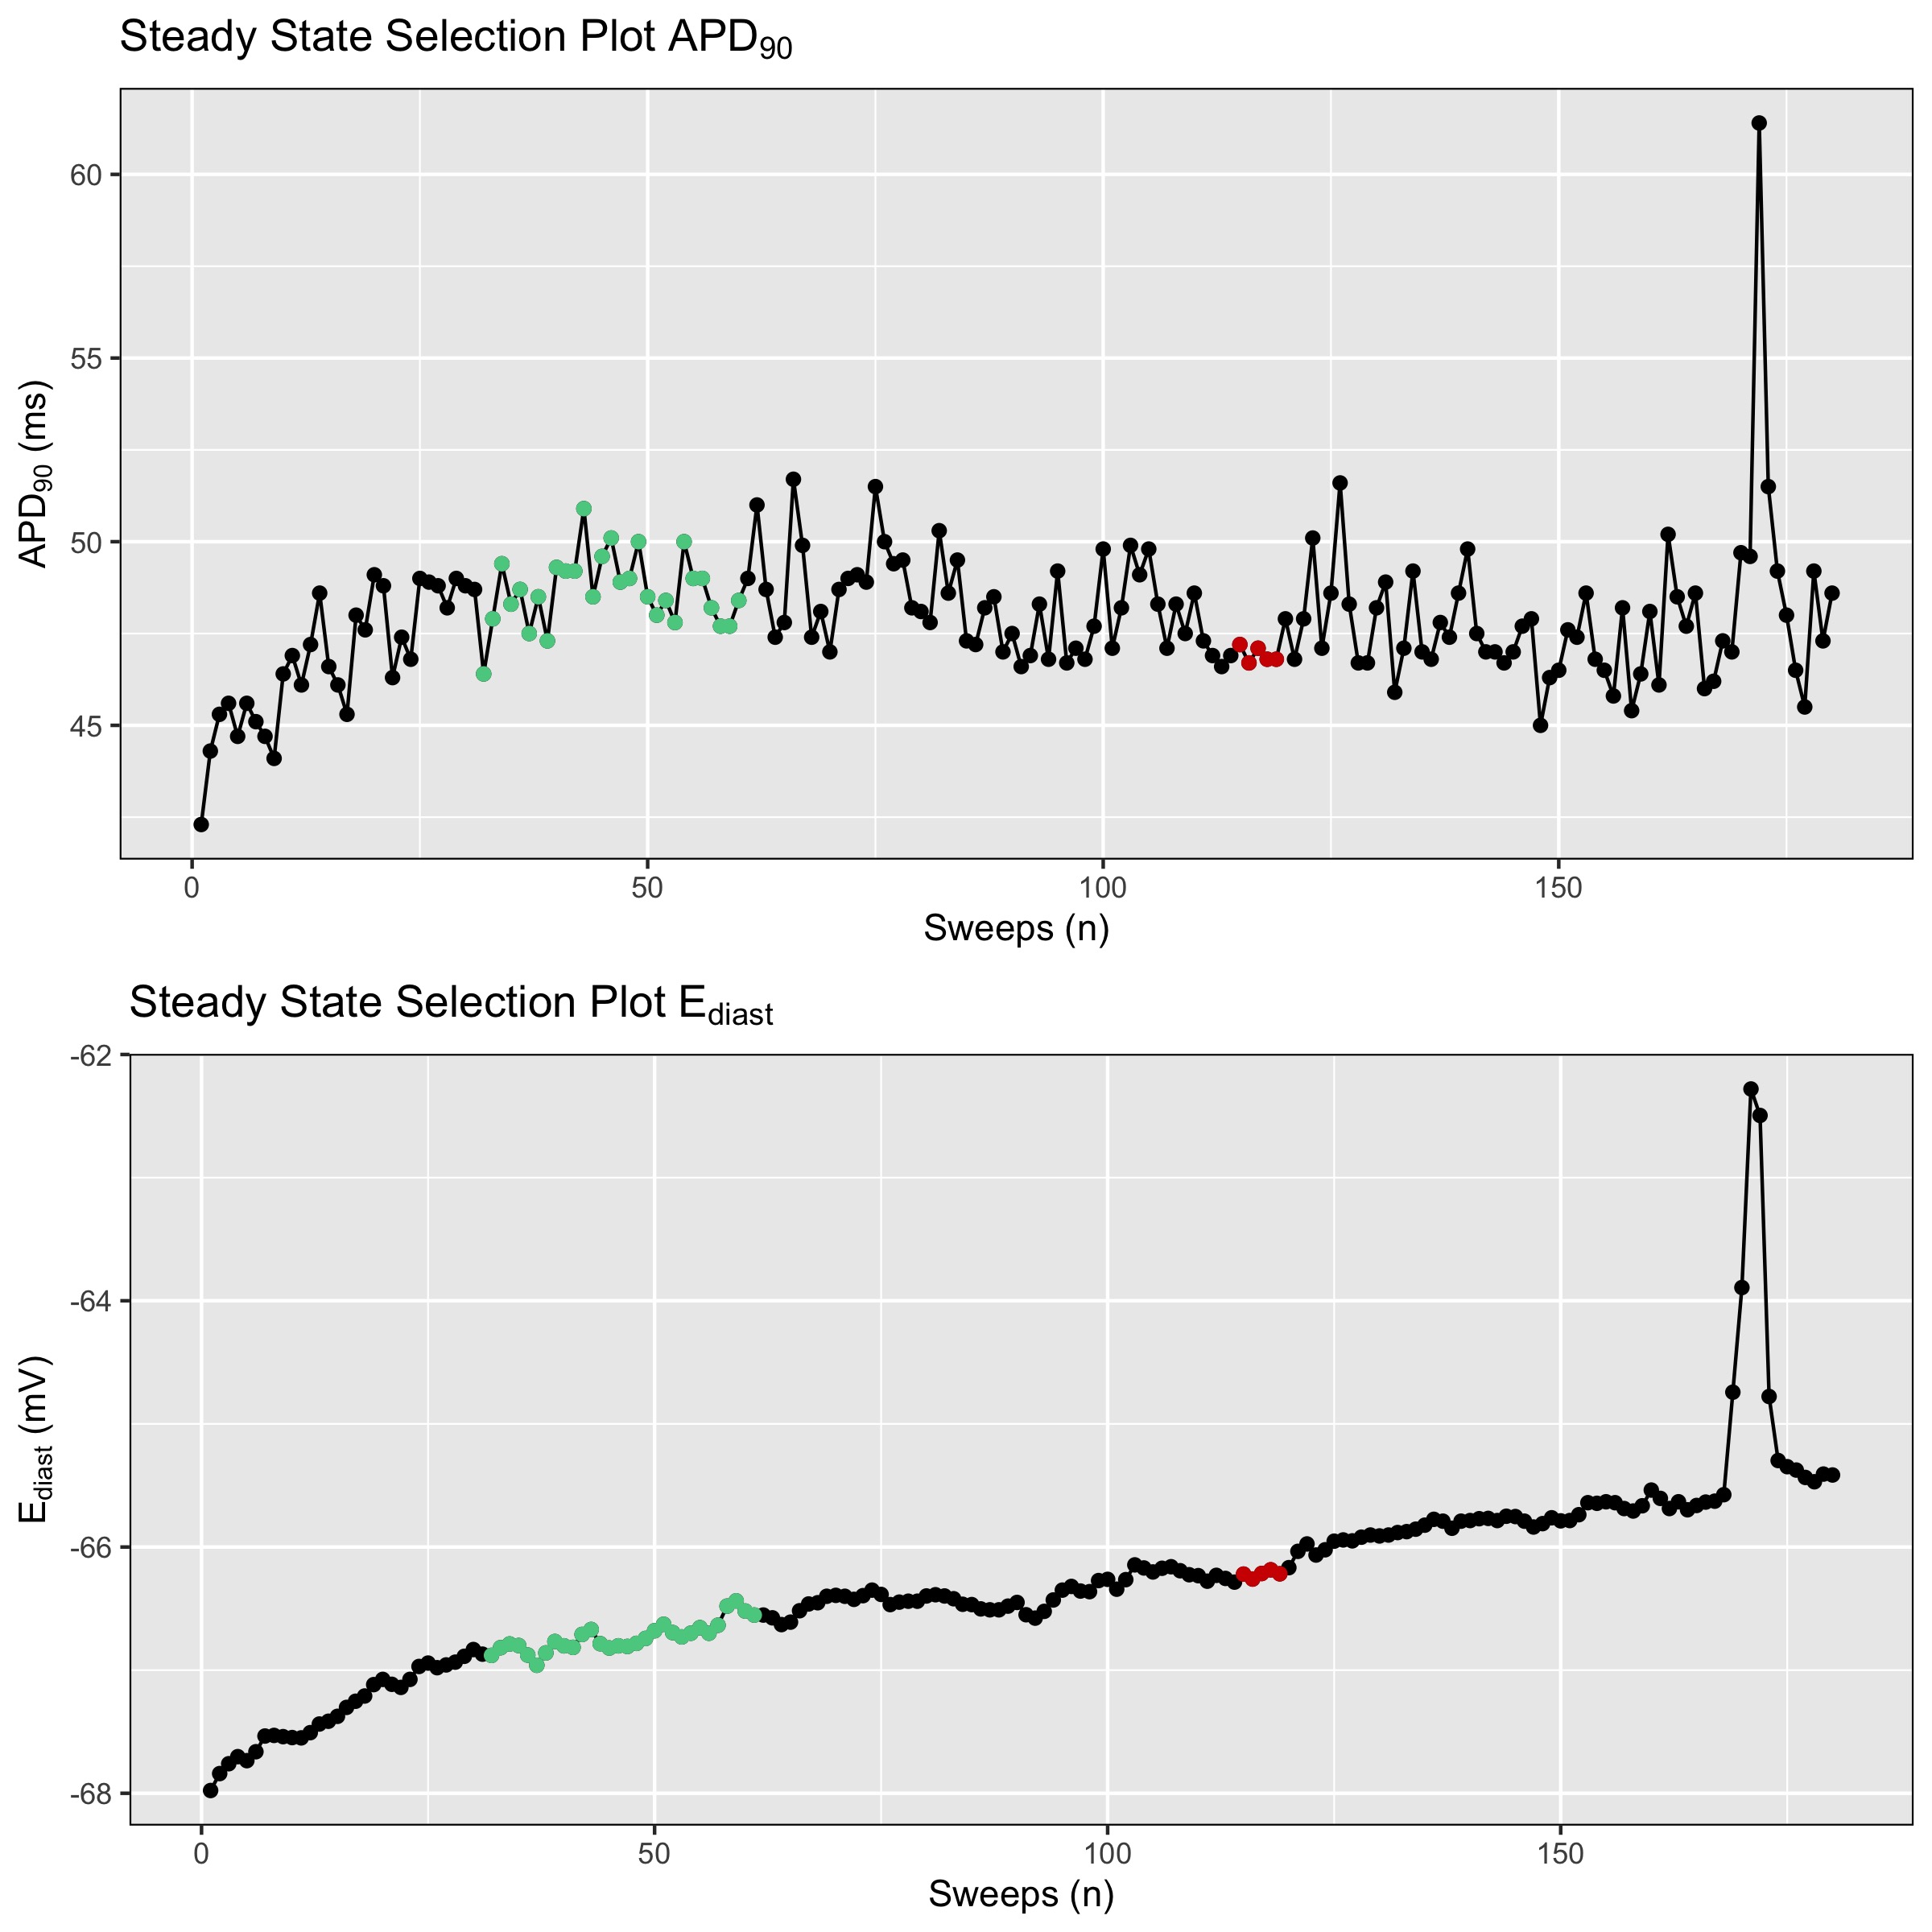 Steady State Selection Plot APD90
60
55
50
45
APD90 (ms)
0 50 100 150
Sweeps (n)
Steady State Selection Plot Ediast
-62
-64
-66
-68
Ediast (mV)
0 50 100 150
Sweeps (n)